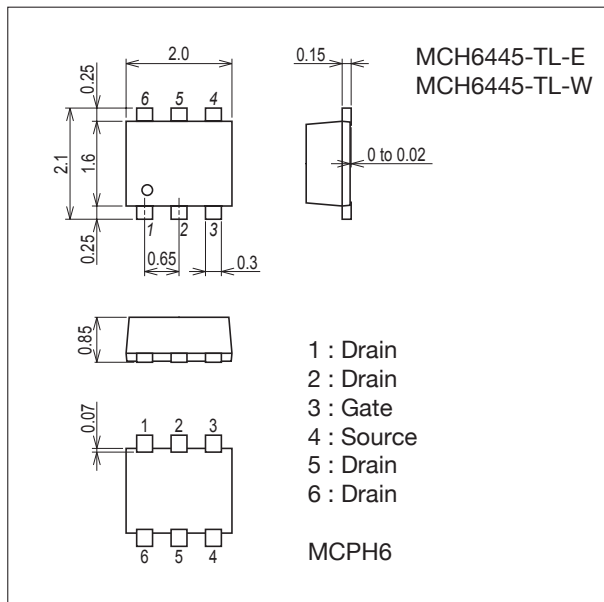 MCH6445-TL-E
MCH6445-TL-W
2.0
0.15
0.25
6 5 4
2.1
1.6
0 to 0.02
0.25
1 2 3
0.65
0.3
0.85
1 : Drain
2 : Drain
3 : Gate
4 : Source
5 : Drain
6 : Drain
0.07
1 2 3
6 5 4
MCPH6